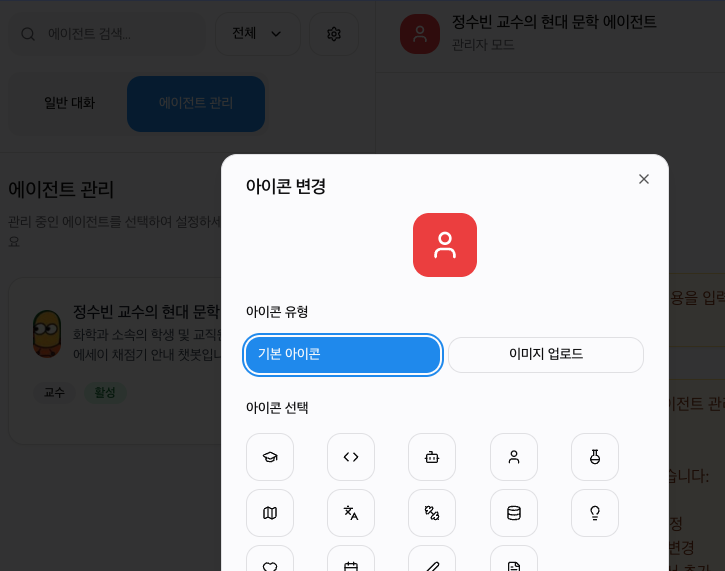 에이전트 검색...
전체
정수빈 교수의 현대 문학 에이전트
관리자 모드
일반 대화
에이전트 관리
에이전트 관리
관리 중인 에이전트를 선택하여 설정하세
요
정수빈 교수의 현대 문학
화학과 소속의 학생 및 교직원
에세이 채점기 안내 챗봇입니
교수
활성
아이콘 변경
아이콘 유형
기본 아이콘
이미지 업로드
아이콘 선택
용을 입력
이전트 관리
습니다:
정
변경